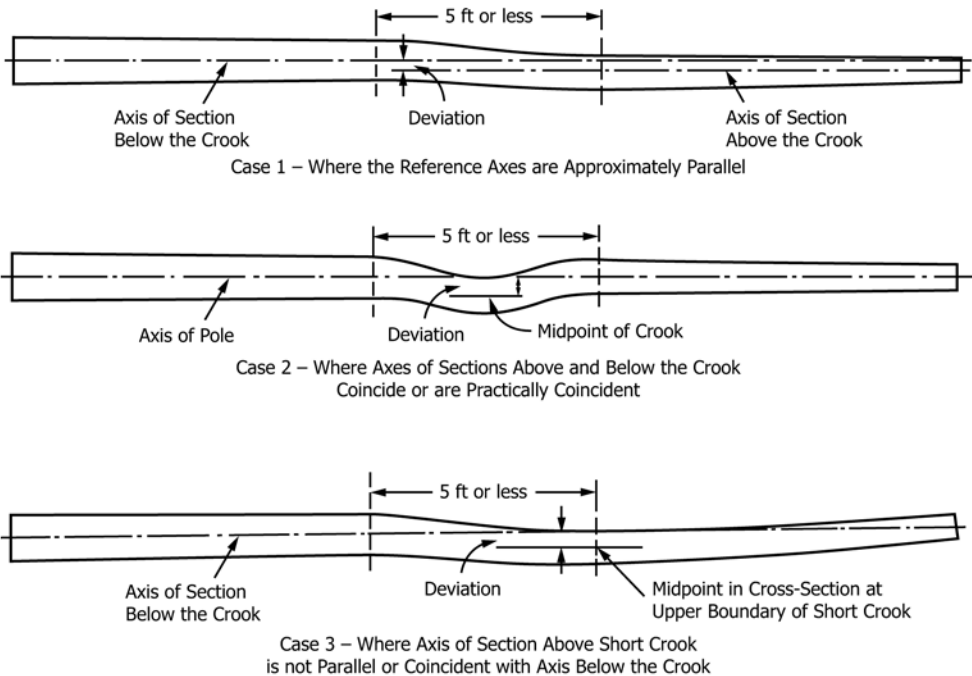 5 ft or less
Axis of Section
Below the Crook
Deviation
Axis of Section
Above the Crook
Case 1 – Where the Reference Axes are Approximately Parallel
5 ft or less
Axis of Pole
Deviation
Midpoint of Crook
Case 2 – Where Axes of Sections Above and Below the Crook
Coincide or are Practically Coincident
5 ft or less
Axis of Section
Below the Crook
Deviation
Midpoint in Cross-Section at
Upper Boundary of Short Crook
Case 3 – Where Axis of Section Above Short Crook
is not Parallel or Coincident with Axis Below the Crook